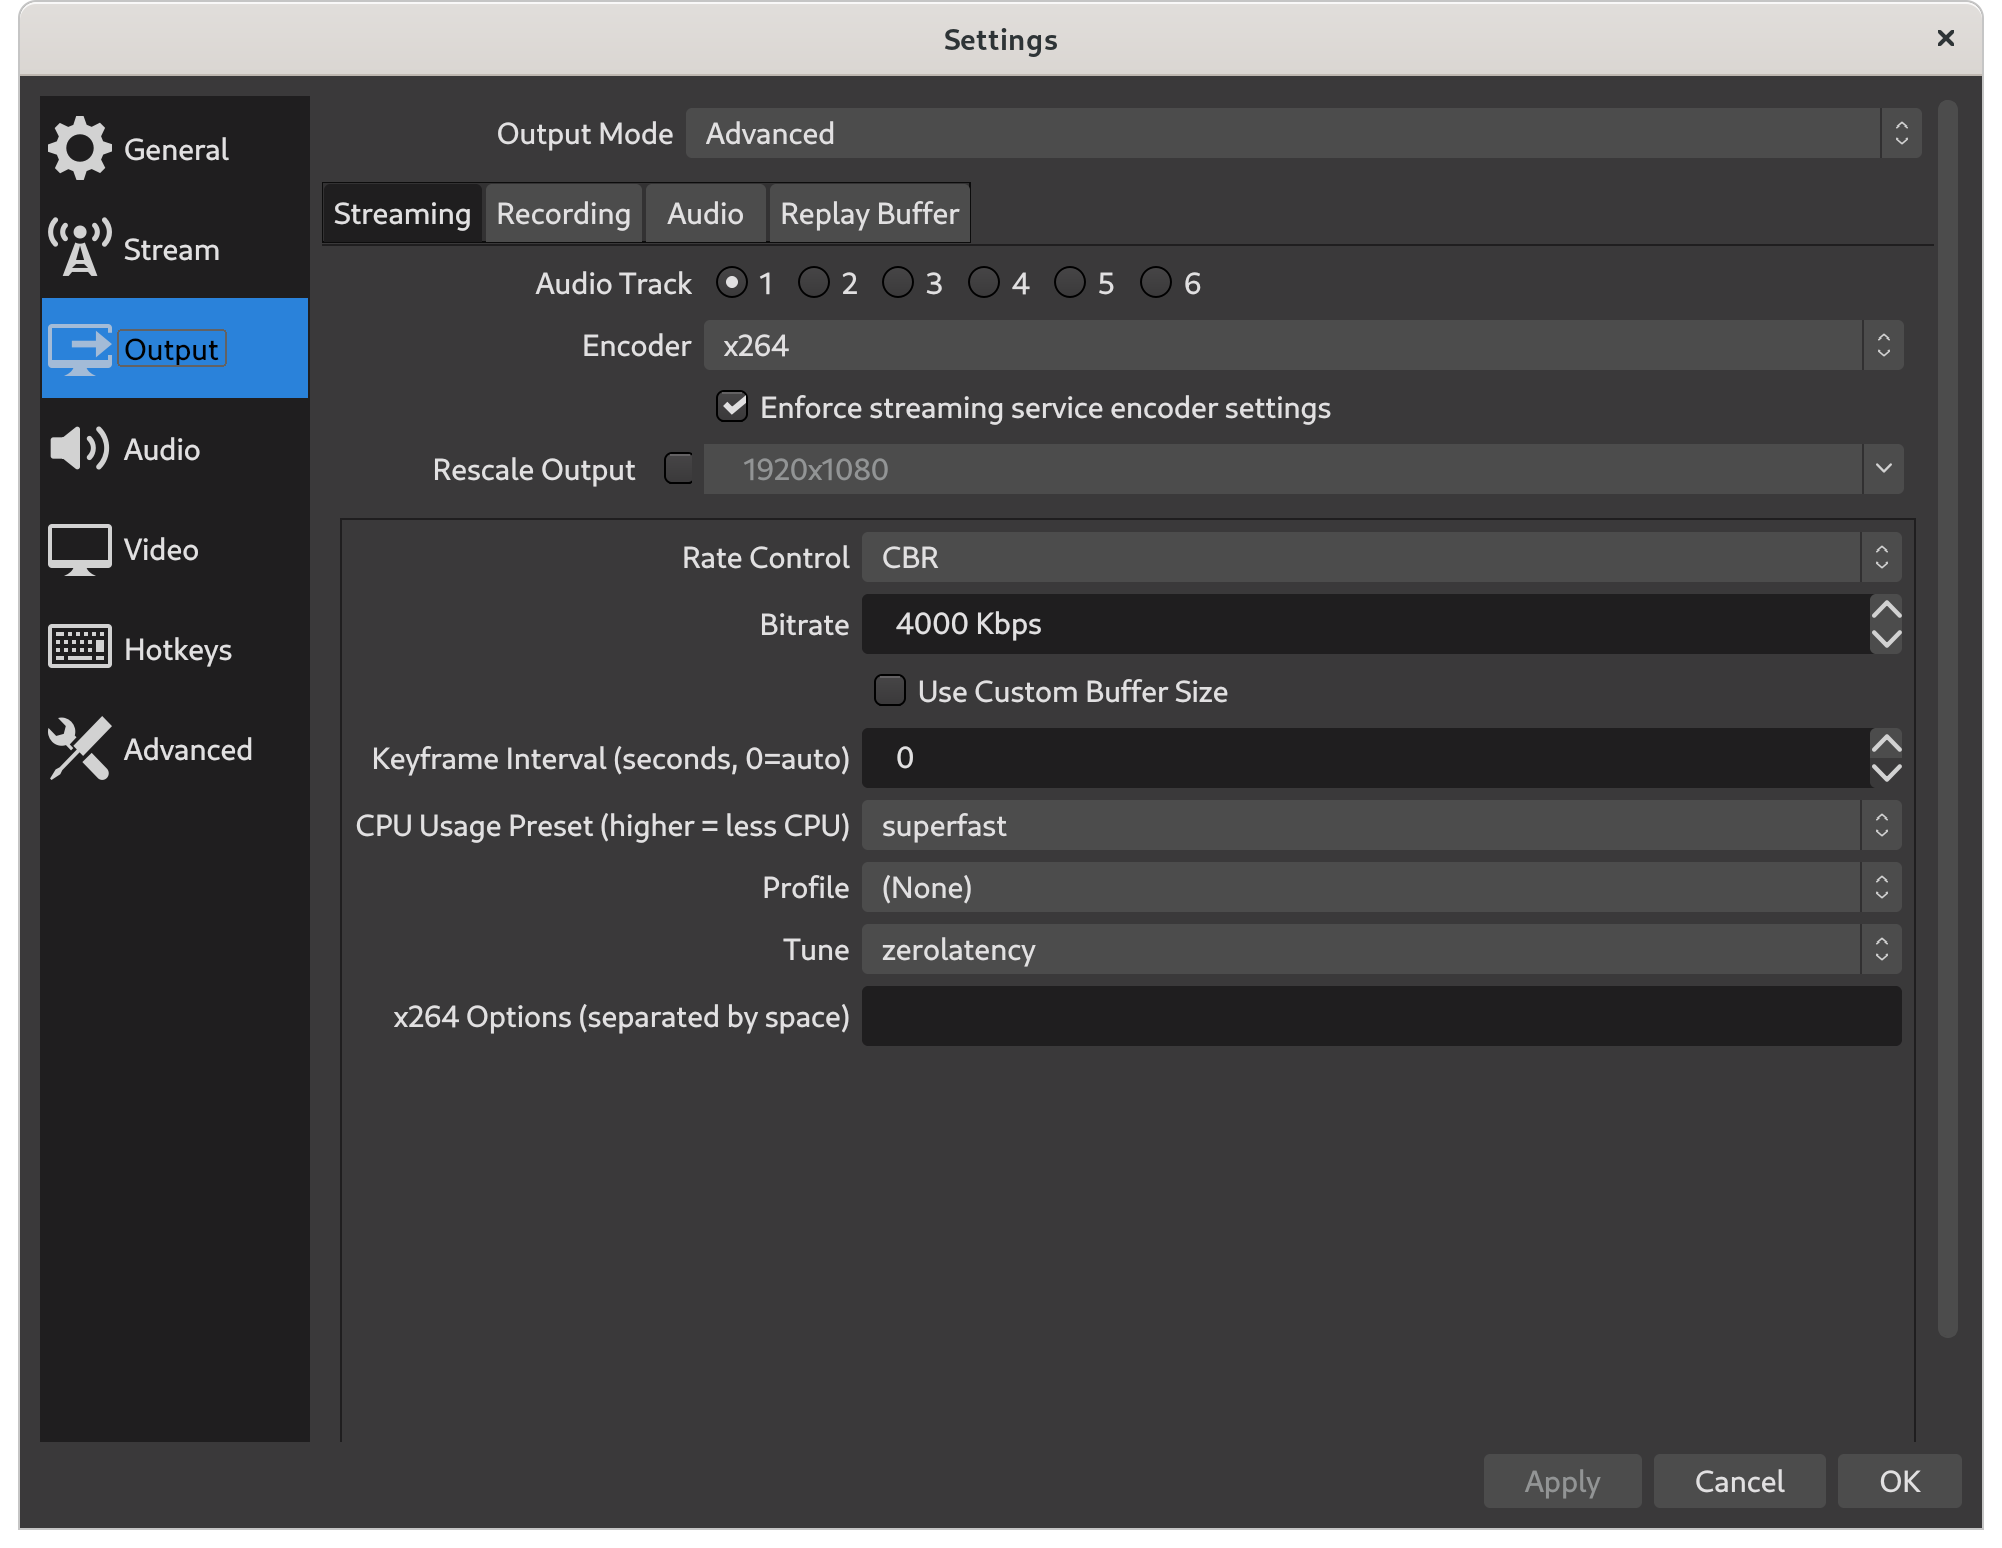 Settings
General
Stream
Output
Audio
Video
Hotkeys
Advanced
Output Mode Advanced
Streaming Recording Audio Replay Buffer
Audio Track 1 2 3 4 5 6
Encoder x264
Enforce streaming service encoder settings
Rescale Output 1920x1080
Rate Control CBR
Bitrate 4000 Kbps
Use Custom Buffer Size
Keyframe Interval (seconds, 0=auto) 0
CPU Usage Preset (higher = less CPU) superfast
Profile (None)
Tune zerolatency
x264 Options (separated by space)
Apply Cancel OK